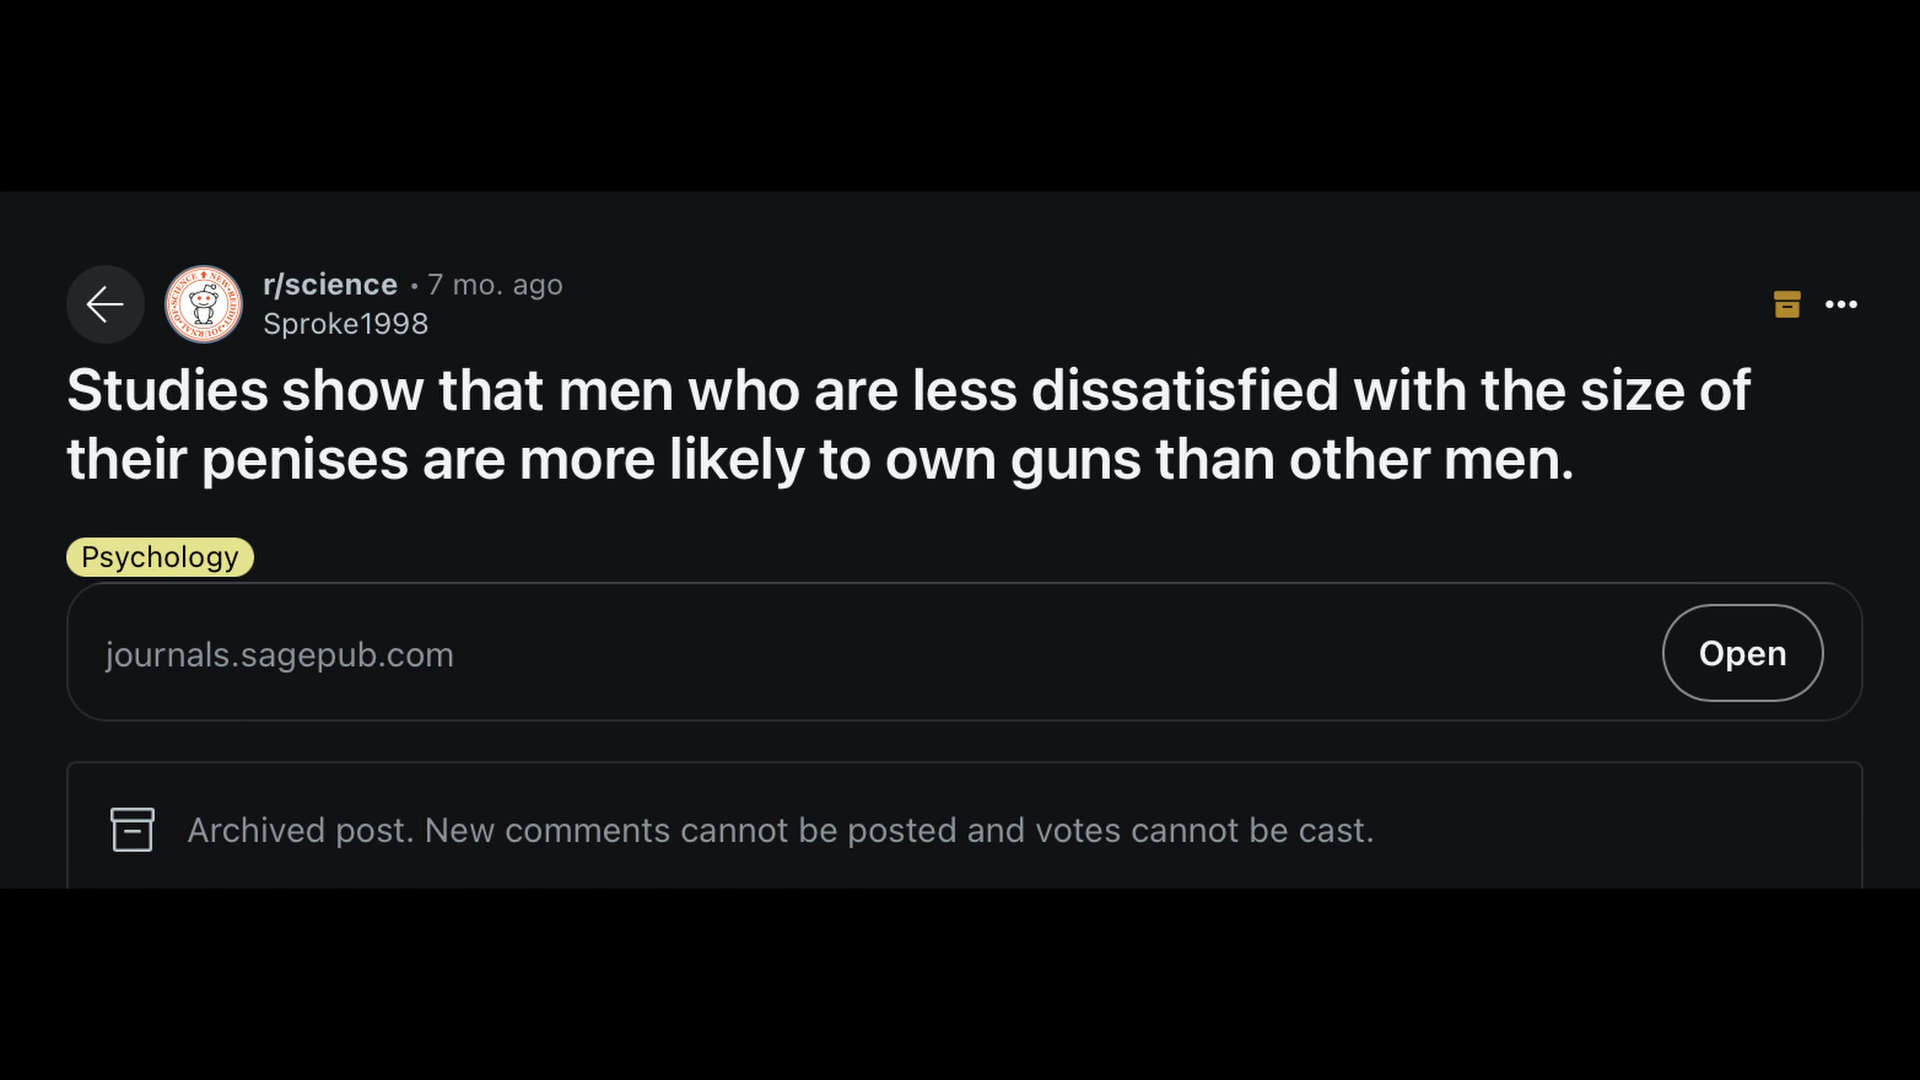 r/science • 7 mo. ago
Sproke1998
Studies show that men who are less dissatisfied with the size of
their penises are more likely to own guns than other men.
Psychology
journals.sagepub.com
Open
Archived post. New comments cannot be posted and votes cannot be cast.